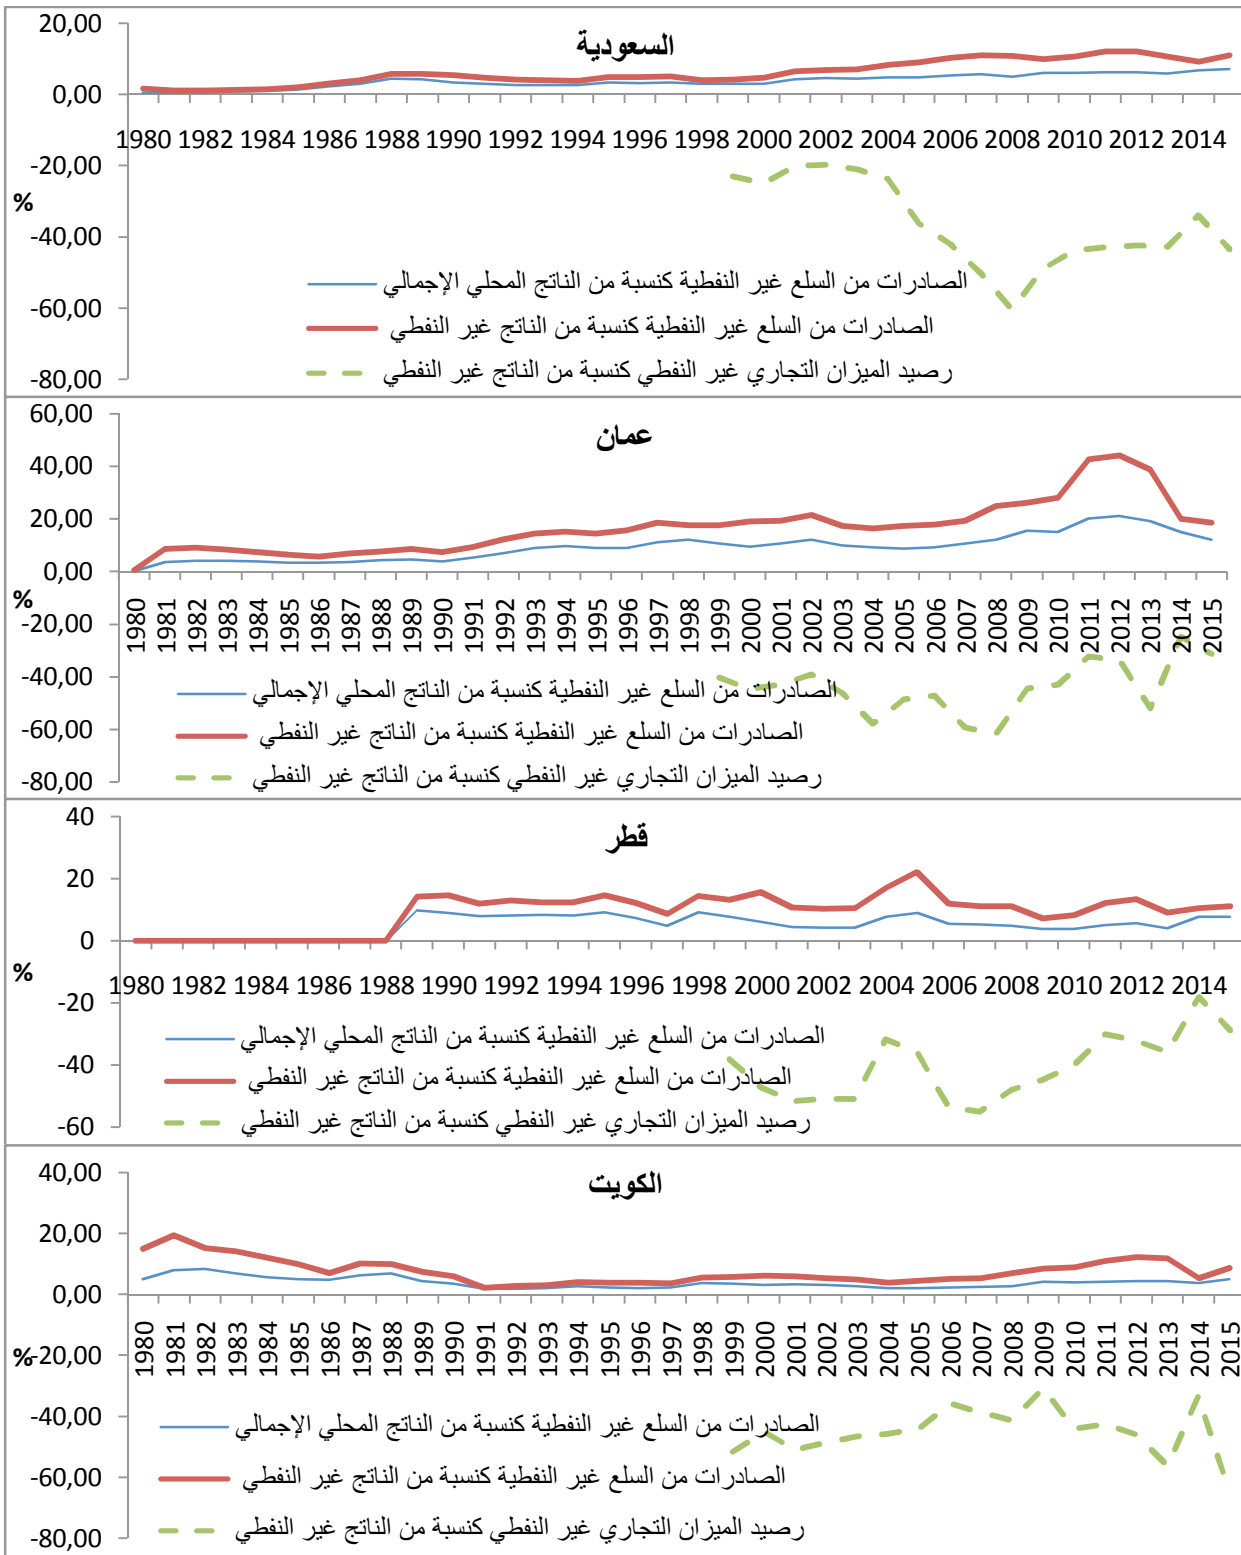 السعودية
20,00
0,00
1980 1982 1984 1986 1988 1990 1992 1994 1996 1998 2000 2002 2004 2006 2008 2010 2012 2014
-20,00
%
-40,00
الصادرات من السلع غير النفطية كنسبة من الناتج المحلي الإجمالي
-60,00
الصادرات من السلع غير النفطية كنسبة من الناتج غير النفطي
رصيد الميزان التجاري غير النفطي كنسبة من الناتج غير النفطي
-80,00
60,00
عمان
40,00
20,00
0,00
%
-20,00
1980 1981 1982 1983 1984 1985 1986 1987 1988 1989 1990 1991 1992 1993 1994 1995 1996 1997 1998 1999 2000 2001 2002 2003 2004 2005 2006 2007 2008 2009 2010 2011 2012 2013 2014 2015
-40,00
الصادرات من السلع غير النفطية كنسبة من الناتج المحلي الإجمالي
-60,00
الصادرات من السلع غير النفطية كنسبة من الناتج غير النفطي
رصيد الميزان التجاري غير النفطي كنسبة من الناتج غير النفطي
-80,00
40
قطر
20
0
%
1980 1982 1984 1986 1988 1990 1992 1994 1996 1998 2000 2002 2004 2006 2008 2010 2012 2014
-20
الصادرات من السلع غير النفطية كنسبة من الناتج المحلي الإجمالي
-40
الصادرات من السلع غير النفطية كنسبة من الناتج غير النفطي
رصيد الميزان التجاري غير النفطي كنسبة من الناتج غير النفطي
-60
40,00
الكويت
20,00
0,00
1980 1981 1982 1983 1984 1985 1986 1987 1988 1989 1990 1991 1992 1993 1994 1995 1996 1997 1998 1999 2000 2001 2002 2003 2004 2005 2006 2007 2008 2009 2010 2011 2012 2013 2014 2015
%
-20,00
-40,00
الصادرات من السلع غير النفطية كنسبة من الناتج المحلي الإجمالي
-60,00
الصادرات من السلع غير النفطية كنسبة من الناتج غير النفطي
رصيد الميزان التجاري غير النفطي كنسبة من الناتج غير النفطي
-80,00